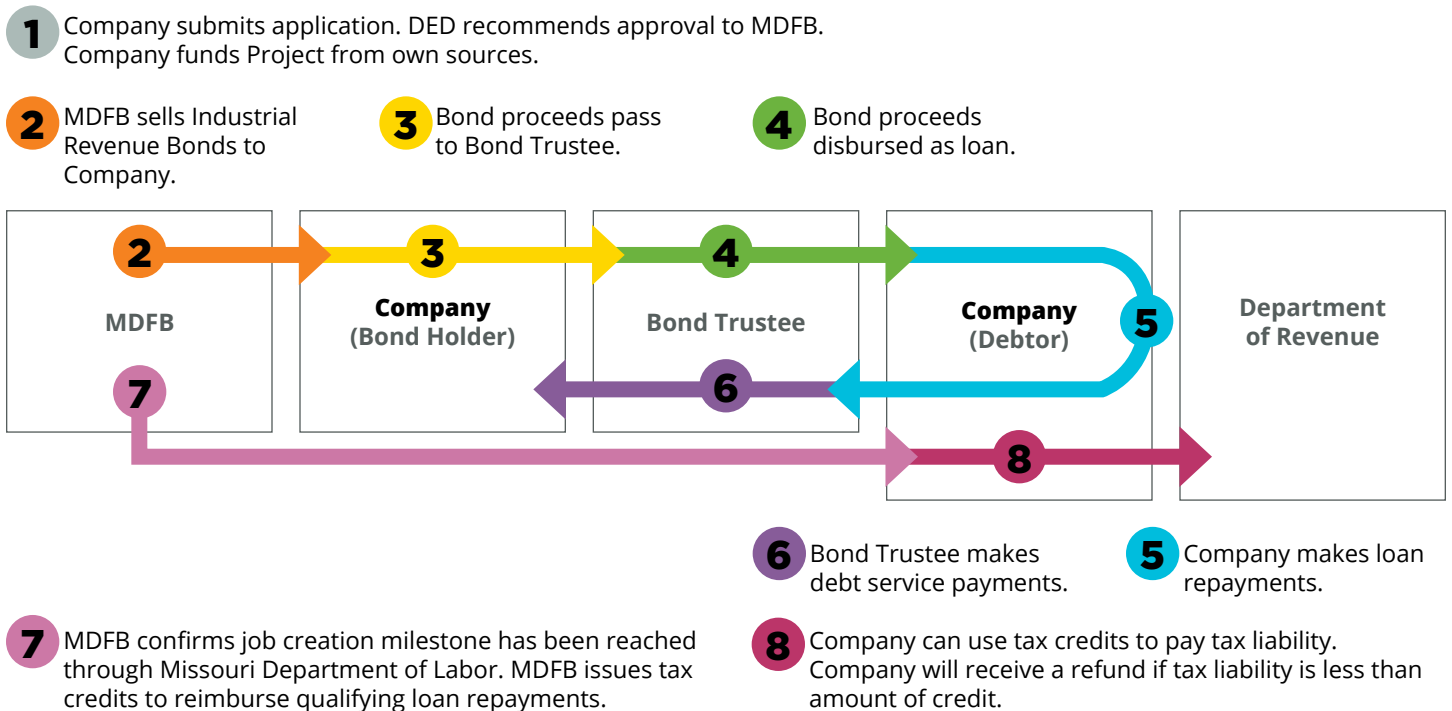 1 Company submits application. DED recommends approval to MDFB.
Company funds Project from own sources.
2 MDFB sells Industrial
Revenue Bonds to
Company.
3 Bond proceeds pass
to Bond Trustee.
4 Bond proceeds
disbursed as loan.
2
MDFB
7
3
Company
(Bond Holder)
4
Bond Trustee
6
Company
(Debtor)
5
8
Department
of Revenue
6 Bond Trustee makes
debt service payments.
5 Company makes loan
repayments.
7 MDFB confirms job creation milestone has been reached
through Missouri Department of Labor. MDFB issues tax
credits to reimburse qualifying loan repayments.
8 Company can use tax credits to pay tax liability.
Company will receive a refund if tax liability is less than
amount of credit.